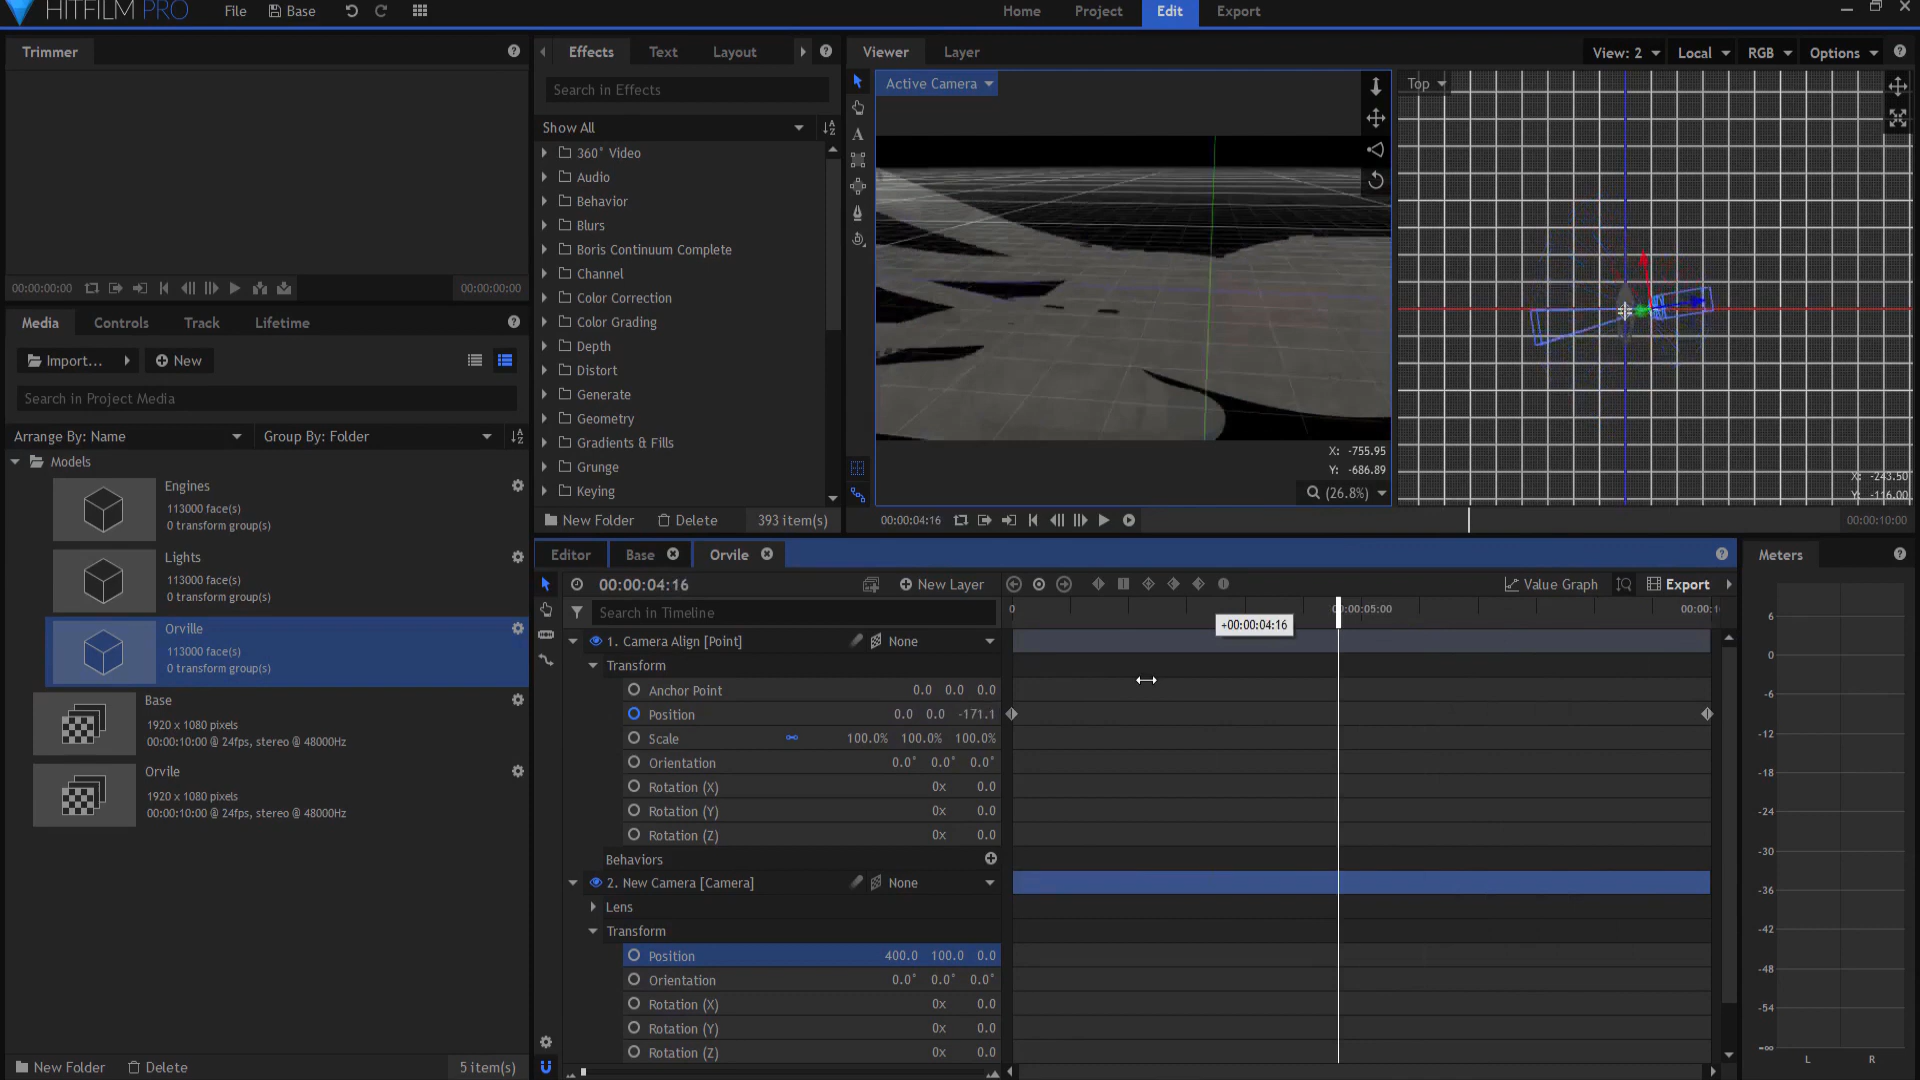 HITFILM PRO
File
Base
Home
Project
Edit
Export
Trimmer
00:00:00:00
00:00:00:00
Media
Controls
Track
Lifetime
Import...
New
Search in Project Media
Arrange By: Name
Group By: Folder
Models
Engines
113000 face(s)
0 transform group(s)
Lights
113000 face(s)
0 transform group(s)
Orville
113000 face(s)
0 transform group(s)
Base
1920 x 1080 pixels
00:00:10:00 @ 24fps, stereo @ 48000Hz
Orvile
1920 x 1080 pixels
00:00:10:00 @ 24fps, stereo @ 48000Hz
New Folder
Delete
5 item(s)
Effects
Text
Layout
Search in Effects
Show All
360° Video
Audio
Behavior
Blurs
Boris Continuum Complete
Channel
Color Correction
Color Grading
Depth
Distort
Generate
Geometry
Gradients & Fills
Grunge
Keying
New Folder
Delete
393 item(s)
Viewer
Layer
View: 2
Local
RGB
Options
Active Camera
X: -755.95
Y: -686.89
(26.8%)
Top
X: -243.50
Y: -116.00
00:00:04:16
00:00:10:00
Editor
Base
Orvile
00:00:04:16
New Layer
Value Graph
Export
Search in Timeline
0
00:00:05:00
00:00:1
+00:00:04:16
1. Camera Align [Point]
None
Transform
Anchor Point 0.0 0.0 0.0
Position 0.0 0.0 -171.1
Scale 100.0% 100.0% 100.0%
Orientation 0.0° 0.0° 0.0°
Rotation (X) 0x 0.0
Rotation (Y) 0x 0.0
Rotation (Z) 0x 0.0
Behaviors
2. New Camera [Camera]
None
Lens
Transform
Position 400.0 100.0 0.0
Orientation 0.0° 0.0° 0.0°
Rotation (X) 0x 0.0
Rotation (Y) 0x 0.0
Rotation (Z) 0x 0.0
Meters
6
0
-6
-12
-18
-24
-30
-36
-42
-48
-54
-∞
L
R